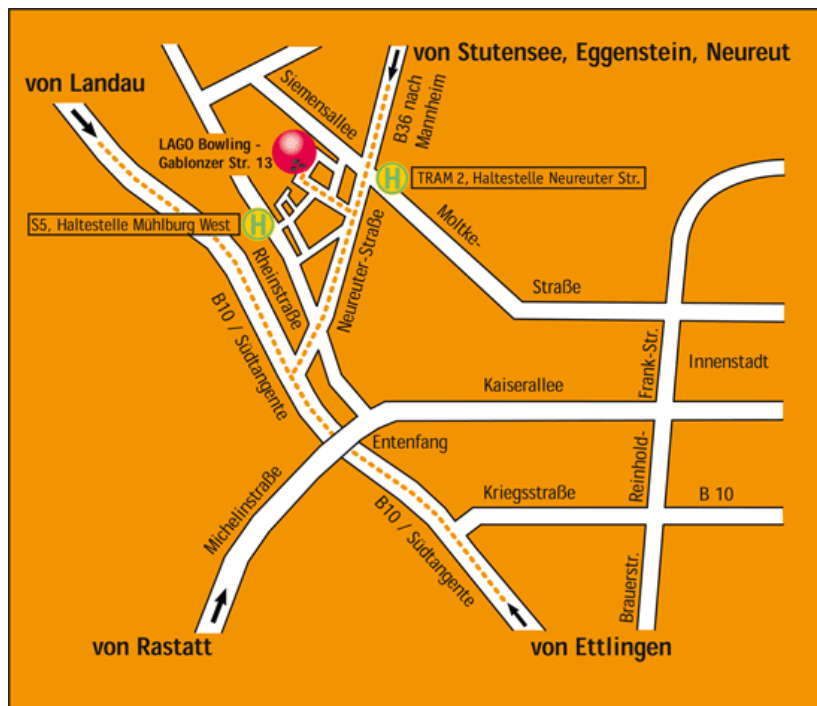 von Stutensee, Eggenstein, Neureut
von Landau
Siemensallee
B36 nach
Mannheim
LAGO Bowling -
Gablonzer Str. 13
TRAM 2, Haltestelle Neureuter Str.
S5, Haltestelle Mühlburg West
Moltke-
Straße
Rheinstraße
Neureuter-Straße
B10 / Südtangente
Frank-Str.
Innenstadt
Kaiserallee
Entenfang
Reinhold-
Kriegsstraße
B 10
Michelinstraße
B10 / Südtangente
Brauerstr.
von Rastatt
von Ettlingen
H
H